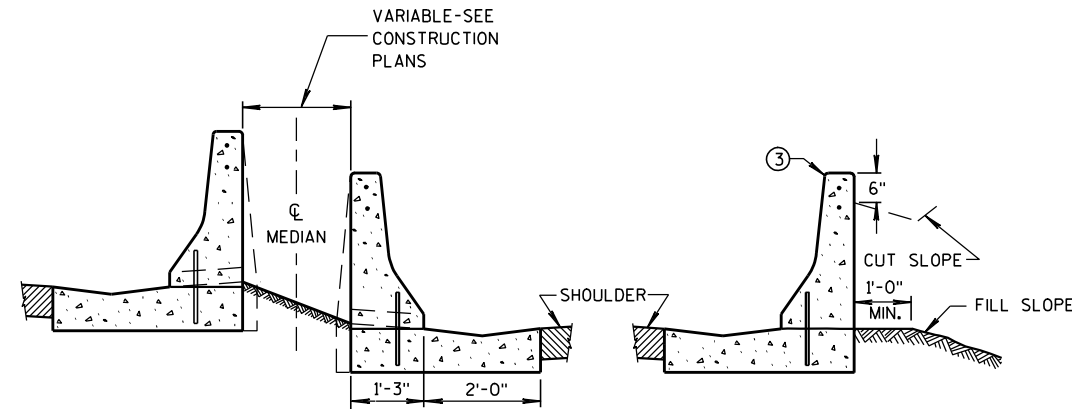 VARIABLE-SEE
CONSTRUCTION
PLANS
℄
MEDIAN
3
6"
CUT SLOPE
1'-0"
MIN.
SHOULDER
FILL SLOPE
1'-3"
2'-0"